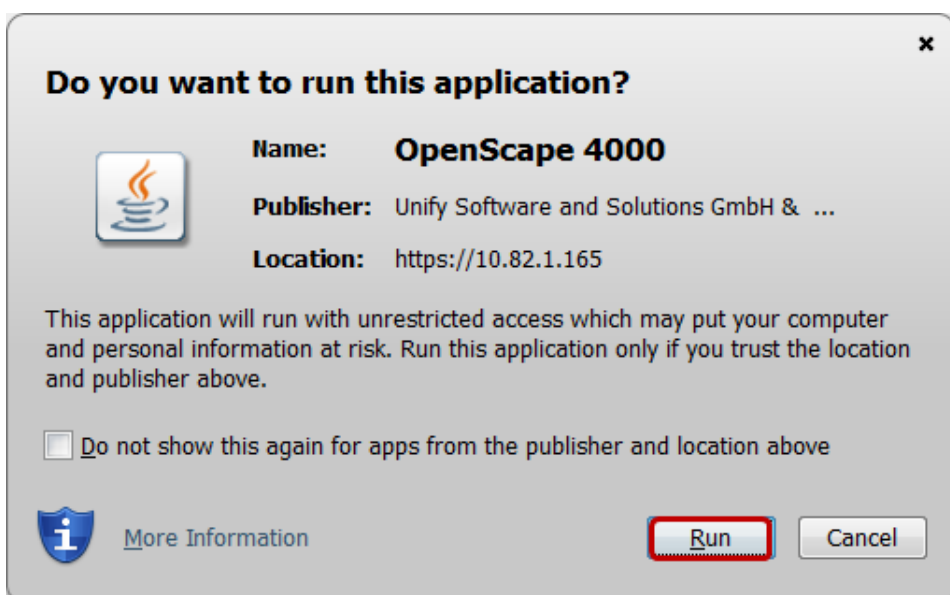 Do you want to run this application?
Name: OpenScape 4000
Publisher: Unify Software and Solutions GmbH & ...
Location: https://10.82.1.165
This application will run with unrestricted access which may put your computer
and personal information at risk. Run this application only if you trust the location
and publisher above.
Do not show this again for apps from the publisher and location above
More Information
Run
Cancel